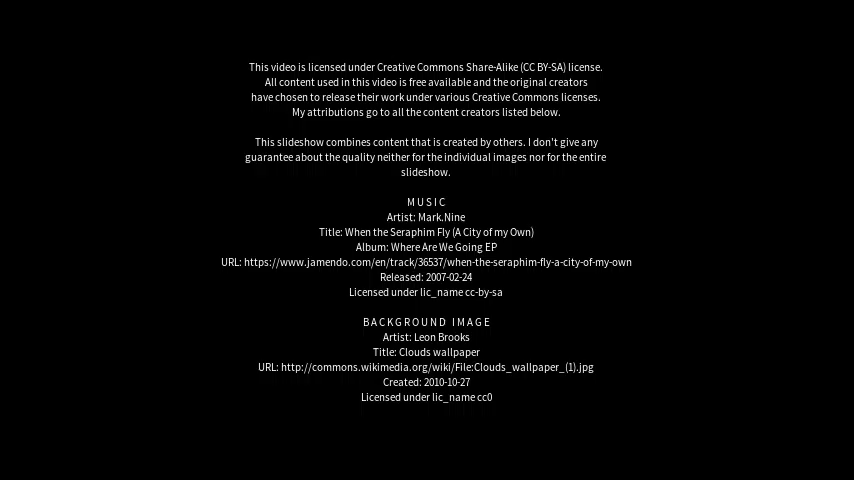 This video is licensed under Creative Commons Share-Alike (CC BY-SA) license.
All content used in this video is free available and the original creators
have chosen to release their work under various Creative Commons licenses.
My attributions go to all the content creators listed below.
This slideshow combines content that is created by others. I don't give any
guarantee about the quality neither for the individual images nor for the entire
slideshow.
MUSIC
Artist: Mark.Nine
Title: When the Seraphim Fly (A City of my Own)
Album: Where Are We Going EP
URL: https://www.jamendo.com/en/track/36537/when-the-seraphim-fly-a-city-of-my-own
Released: 2007-02-24
Licensed under lic_name cc-by-sa
BACKGROUND IMAGE
Artist: Leon Brooks
Title: Clouds wallpaper
URL: http://commons.wikimedia.org/wiki/File:Clouds_wallpaper_(1).jpg
Created: 2010-10-27
Licensed under lic_name cc0